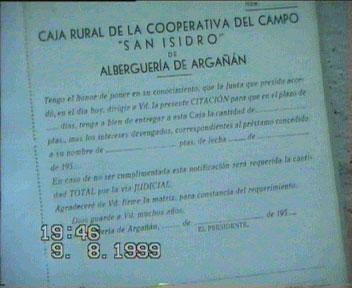 Núm.
CAJA RURAL DE LA COOPERATIVA DEL CAMPO
"SAN ISIDRO"
DE
ALBERGUERÍA DE ARGAÑÁN
Tengo el honor de poner en su conocimiento, que la Junta que presido acor-
dó, en el día hoy, dirigir a Vd. la presente CITACIÓN para que en el plazo de
...... días, tenga a bien de entregar a esta Caja la cantidad de......
ptas., mas los intereses devengados, correspondientes al préstamo concedido
a su nombre de ...... ptas. de fecha ...... de ......
de 195....
En caso de no ser cumplimentada esta notificación será requerida la canti-
dad TOTAL por la vía JUDICIAL.
Agradeceré de Vd. firme la matriz, para constancia del requerimiento.
Dios guarde a Vd. muchos años.
de Argañán, ...... de ...... de 195....
EL PRESIDENTE,
19:46
9. 8.1999